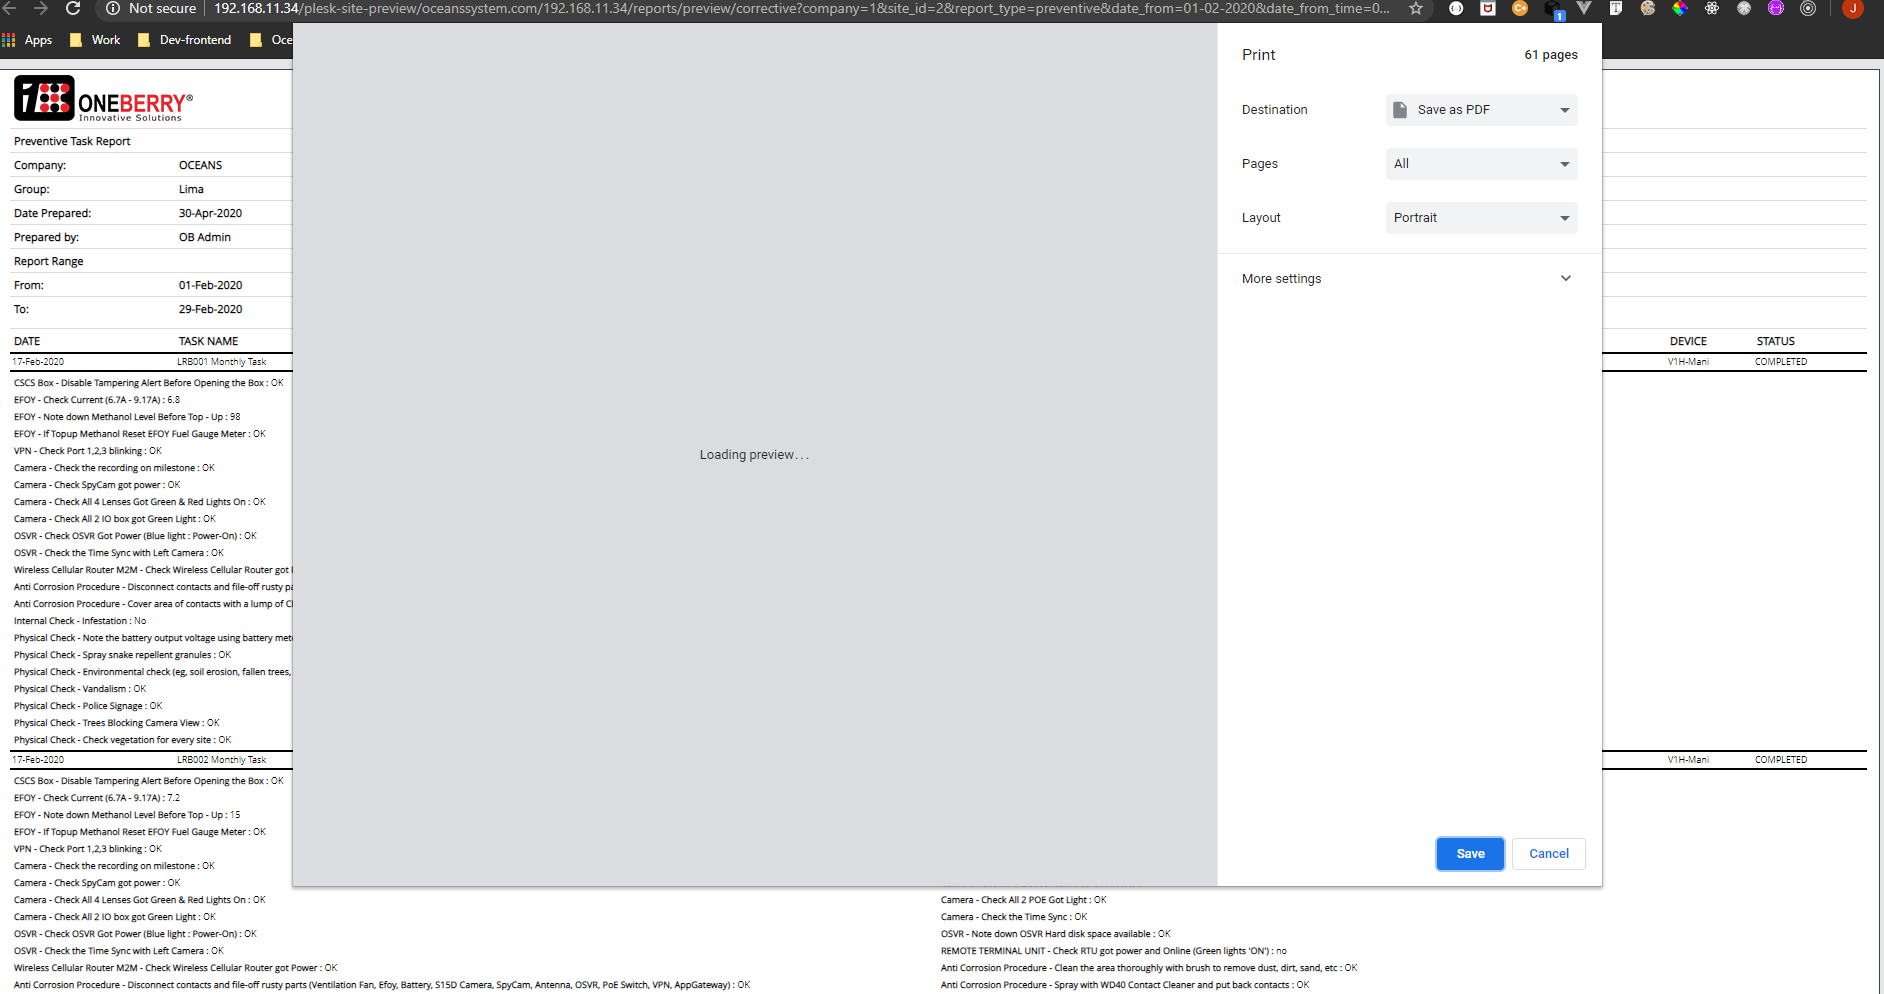 Not secure | 192.168.11.34/plesk-site-preview/oceanssystem.com/192.168.11.34/reports/preview/corrective?company=1&site_id=2&report_type=preventive&date_from=01-02-2020&date_from_time=0...
1
J
Apps Work Dev-frontend Oce
ONEBERRY®
Innovative Solutions
Preventive Task Report
Company: OCEANS
Group: Lima
Date Prepared: 30-Apr-2020
Prepared by: OB Admin
Report Range
From: 01-Feb-2020
To: 29-Feb-2020
DATE TASK NAME DEVICE STATUS
17-Feb-2020 LRB001 Monthly Task V1H-Mani COMPLETED
CSCS Box - Disable Tampering Alert Before Opening the Box : OK
EFOY - Check Current (6.7A - 9.17A) : 6.8
EFOY - Note down Methanol Level Before Top - Up : 98
EFOY - If Topup Methanol Reset EFOY Fuel Gauge Meter : OK
VPN - Check Port 1,2,3 blinking : OK
Camera - Check the recording on milestone : OK
Camera - Check SpyCam got power : OK
Camera - Check All 4 Lenses Got Green & Red Lights On : OK
Camera - Check All 2 IO box got Green Light : OK
OSVR - Check OSVR Got Power (Blue light : Power-On) : OK
OSVR - Check the Time Sync with Left Camera : OK
Wireless Cellular Router M2M - Check Wireless Cellular Router got
Anti Corrosion Procedure - Disconnect contacts and file-off rusty pa
Anti Corrosion Procedure - Cover area of contacts with a lump of
Internal Check - Infestation : No
Physical Check - Note the battery output voltage using battery met
Physical Check - Spray snake repellent granules : OK
Physical Check - Environmental check (eg, soil erosion, fallen trees,
Physical Check - Vandalism : OK
Physical Check - Police Signage : OK
Physical Check - Trees Blocking Camera View : OK
Physical Check - Check vegetation for every site : OK
17-Feb-2020 LRB002 Monthly Task V1H-Mani COMPLETED
CSCS Box - Disable Tampering Alert Before Opening the Box : OK
EFOY - Check Current (6.7A - 9.17A) : 7.2
EFOY - Note down Methanol Level Before Top - Up : 15
EFOY - If Topup Methanol Reset EFOY Fuel Gauge Meter : OK
VPN - Check Port 1,2,3 blinking : OK
Camera - Check the recording on milestone : OK
Camera - Check SpyCam got power : OK
Camera - Check All 4 Lenses Got Green & Red Lights On : OK
Camera - Check All 2 IO box got Green Light : OK
OSVR - Check OSVR Got Power (Blue light : Power-On) : OK
OSVR - Check the Time Sync with Left Camera : OK
Wireless Cellular Router M2M - Check Wireless Cellular Router got Power : OK
Anti Corrosion Procedure - Disconnect contacts and file-off rusty parts (Ventilation Fan, Efoy, Battery, S15D Camera, SpyCam, Antenna, OSVR, PoE Switch, VPN, AppGateway) : OK
Camera - Check All 2 POE Got Light : OK
Camera - Check the Time Sync : OK
OSVR - Note down OSVR Hard disk space available : OK
REMOTE TERMINAL UNIT - Check RTU got power and Online (Green lights 'ON') : no
Anti Corrosion Procedure - Clean the area thoroughly with brush to remove dust, dirt, sand, etc : OK
Anti Corrosion Procedure - Spray with WD40 Contact Cleaner and put back contacts : OK
Loading preview...
Print 61 pages
Destination Save as PDF
Pages All
Layout Portrait
More settings
Save Cancel